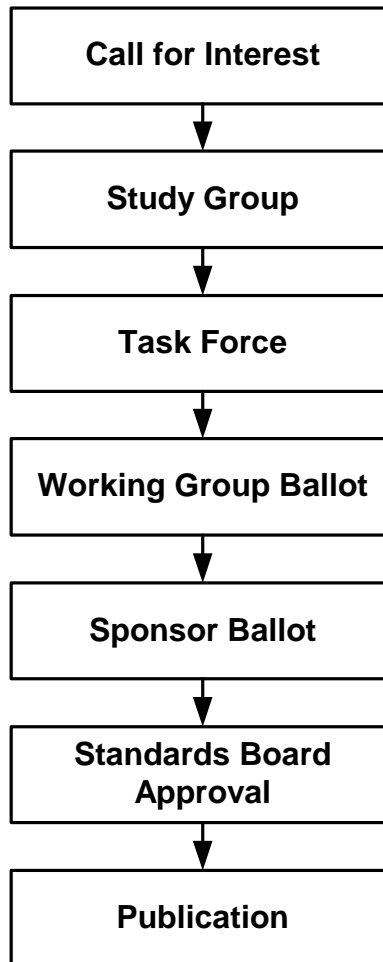 Call for Interest
Study Group
Task Force
Working Group Ballot
Sponsor Ballot
Standards Board
Approval
Publication